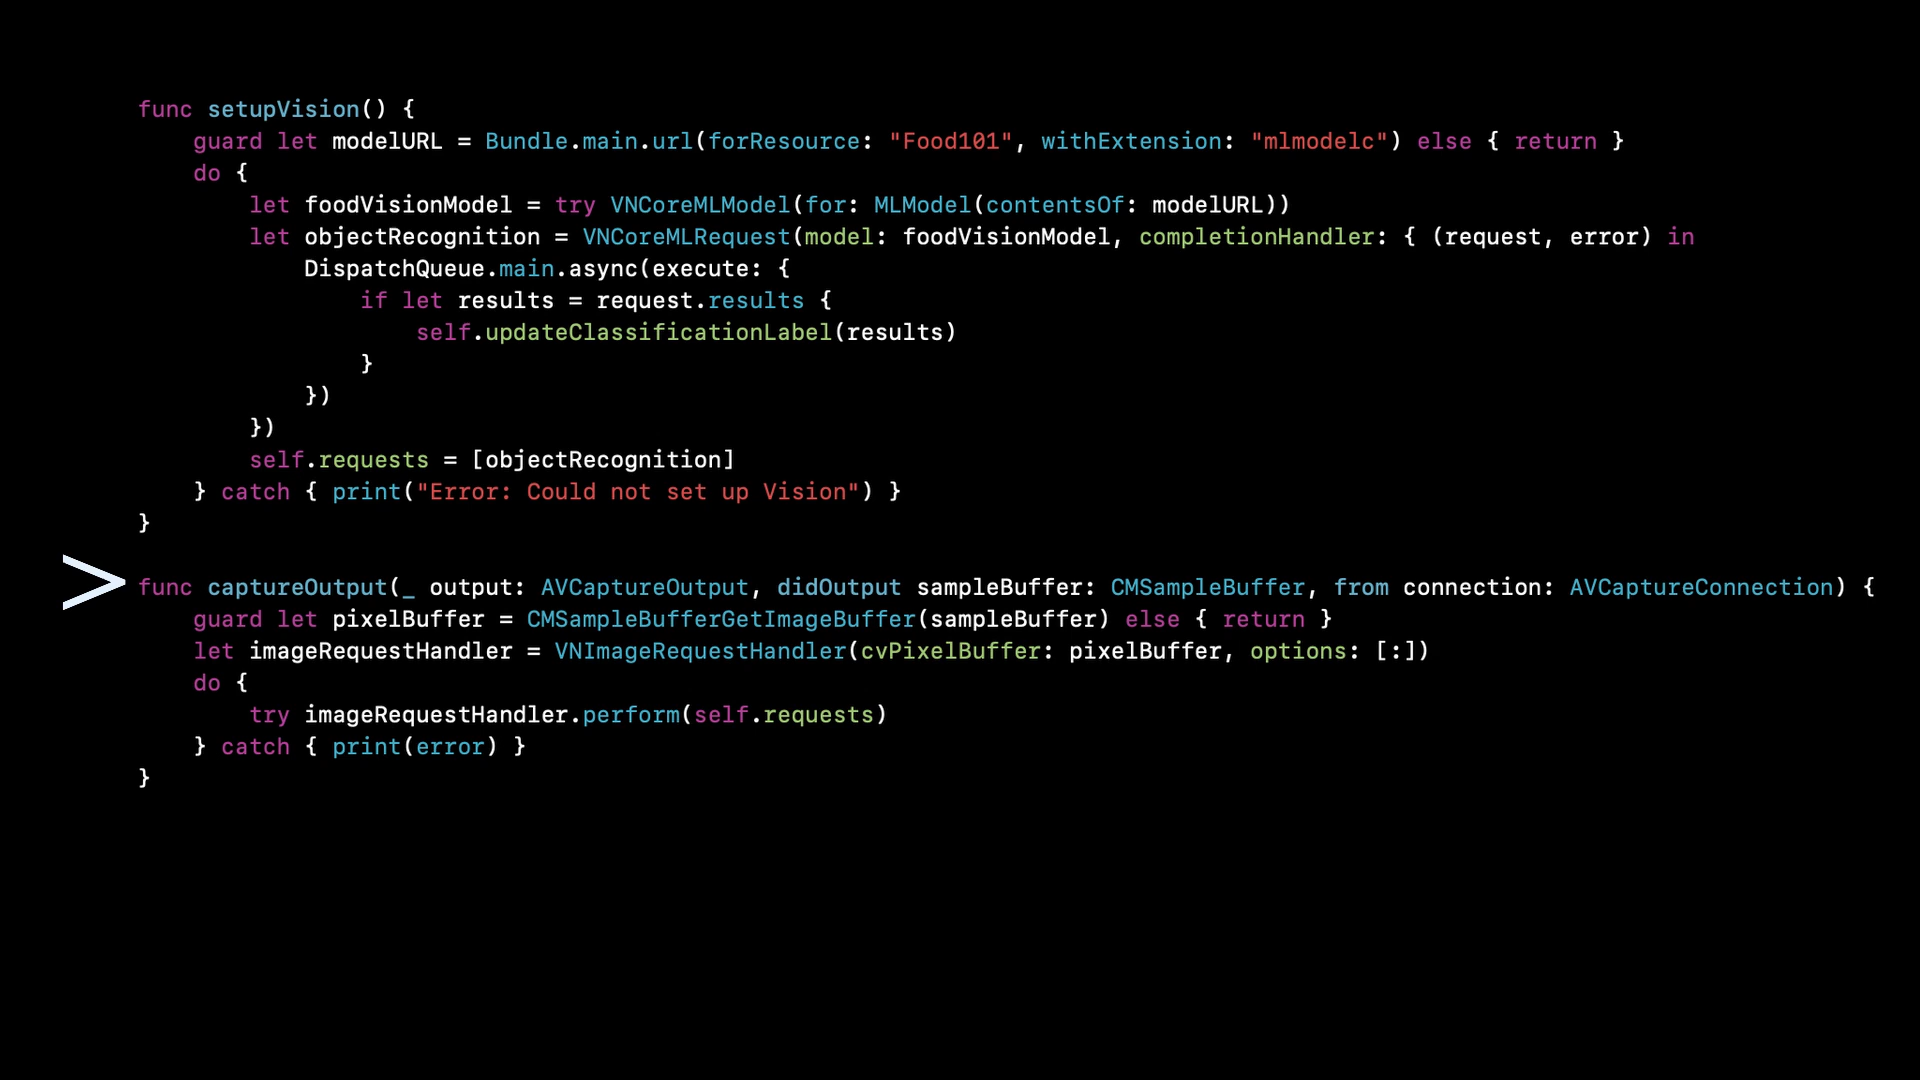 func setupVision() {
    guard let modelURL = Bundle.main.url(forResource: "Food101", withExtension: "mlmodelc") else { return }
    do {
        let foodVisionModel = try VNCoreMLModel(for: MLModel(contentsOf: modelURL))
        let objectRecognition = VNCoreMLRequest(model: foodVisionModel, completionHandler: { (request, error) in
            DispatchQueue.main.async(execute: {
                if let results = request.results {
                    self.updateClassificationLabel(results)
                }
            })
        })
        self.requests = [objectRecognition]
    } catch { print("Error: Could not set up Vision") }
}
> func captureOutput(_ output: AVCaptureOutput, didOutput sampleBuffer: CMSampleBuffer, from connection: AVCaptureConnection) {
    guard let pixelBuffer = CMSampleBufferGetImageBuffer(sampleBuffer) else { return }
    let imageRequestHandler = VNImageRequestHandler(cvPixelBuffer: pixelBuffer, options: [:])
    do {
        try imageRequestHandler.perform(self.requests)
    } catch { print(error) }
}